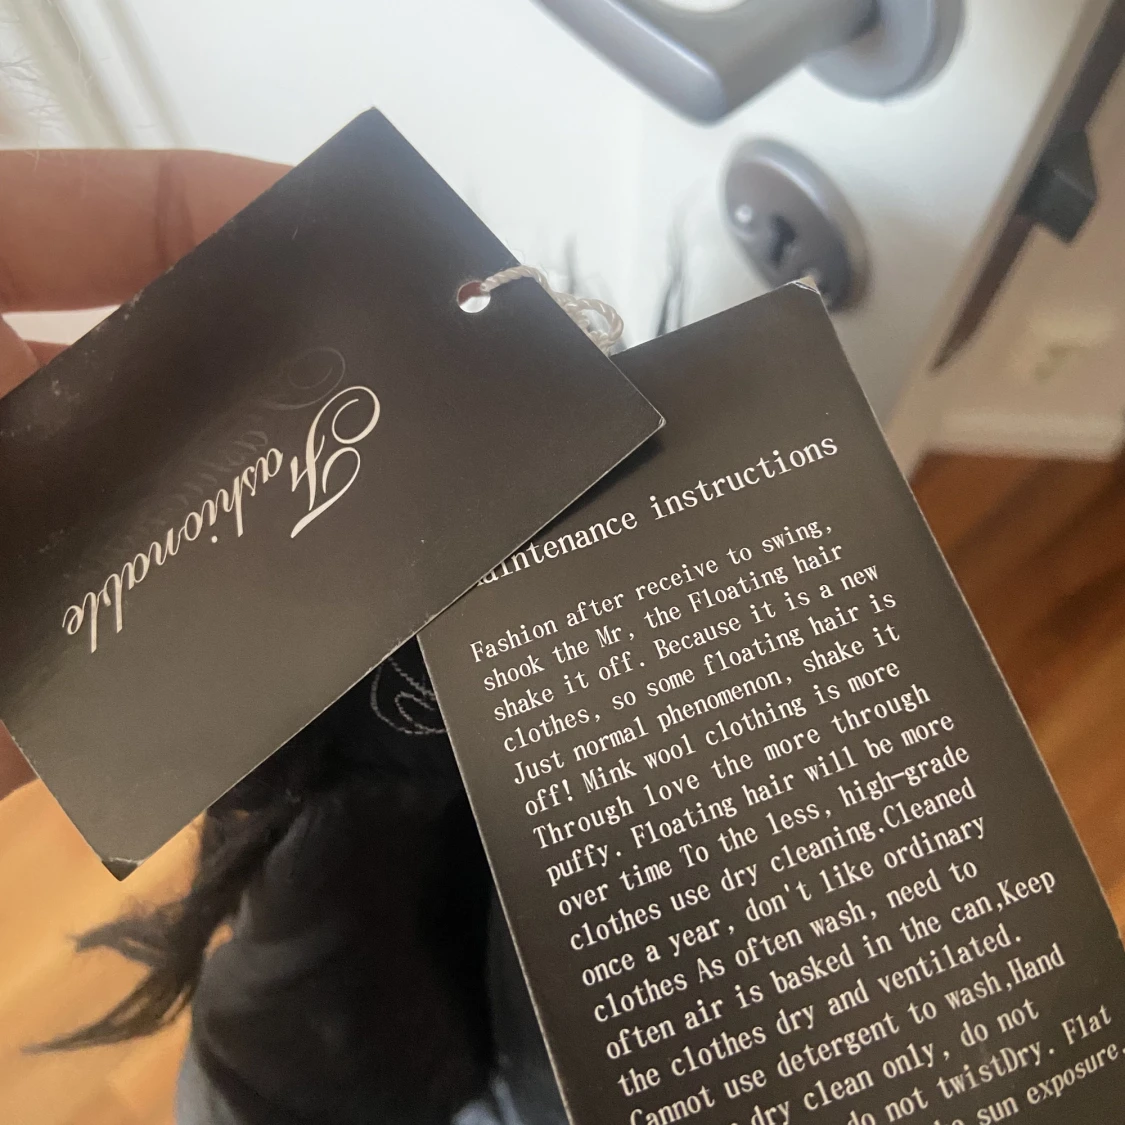 Fashionable
intenance instructions
Fashion after receive to swing,
shook the Mr, the Floating hair
shake it off. Because it is a new
clothes, so some floating hair is
Just normal phenomenon, shake it
off! Mink wool clothing is more
Through love the more through
puffy. Floating hair will be more
over time To the less, high-grade
clothes use dry cleaning.Cleaned
once a year, don't like ordinary
clothes As often wash, need to
often air is basked in the can,Keep
the clothes dry and ventilated.
Cannot use detergent to wash,Hand
dry clean only, do not
do not twistDry. Flat
sun exposure.